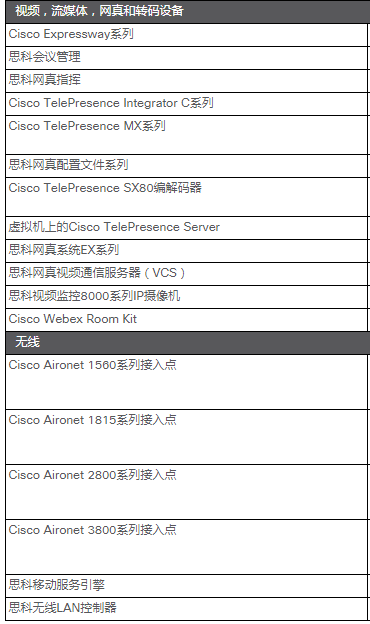 视频，流媒体，网真和转码设备
Cisco Expressway系列
思科会议管理
思科网真指挥
Cisco TelePresence Integrator C系列
Cisco TelePresence MX系列
思科网真配置文件系列
Cisco TelePresence SX80编解码器
虚拟机上的Cisco TelePresence Server
思科网真系统EX系列
思科网真视频通信服务器（VCS）
思科视频监控8000系列IP摄像机
Cisco Webex Room Kit
无线
Cisco Aironet 1560系列接入点
Cisco Aironet 1815系列接入点
Cisco Aironet 2800系列接入点
Cisco Aironet 3800系列接入点
思科移动服务引擎
思科无线LAN控制器